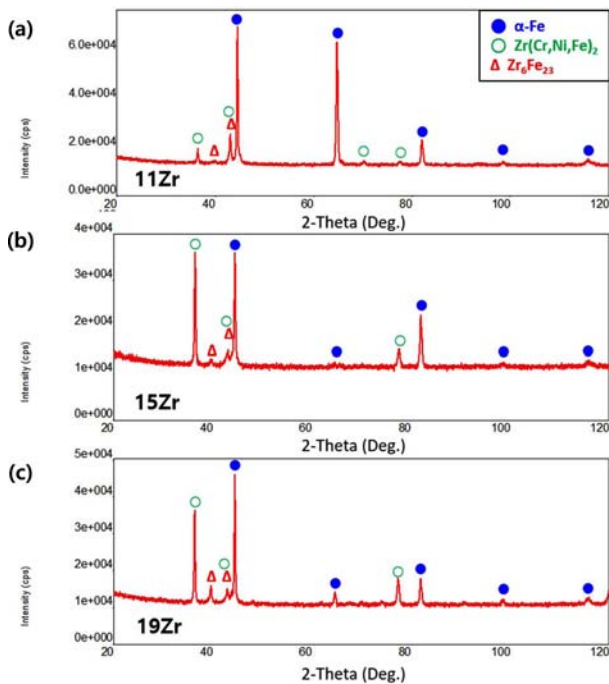 (a)
α-Fe
Zr(Cr,Ni,Fe)₂
Zr₆Fe₂₃
Intensity (cps)
6.0e+004
4.0e+004
2.0e+004
0.0e+000
11Zr
20 40 60 80 100 120
2-Theta (Deg.)
(b)
Intensity (cps)
4e+004
3e+004
2e+004
1e+004
0e+000
15Zr
20 40 60 80 100 120
2-Theta (Deg.)
(c)
Intensity (cps)
5e+004
4e+004
3e+004
2e+004
1e+004
0e+000
19Zr
20 40 60 80 100 120
2-Theta (Deg.)